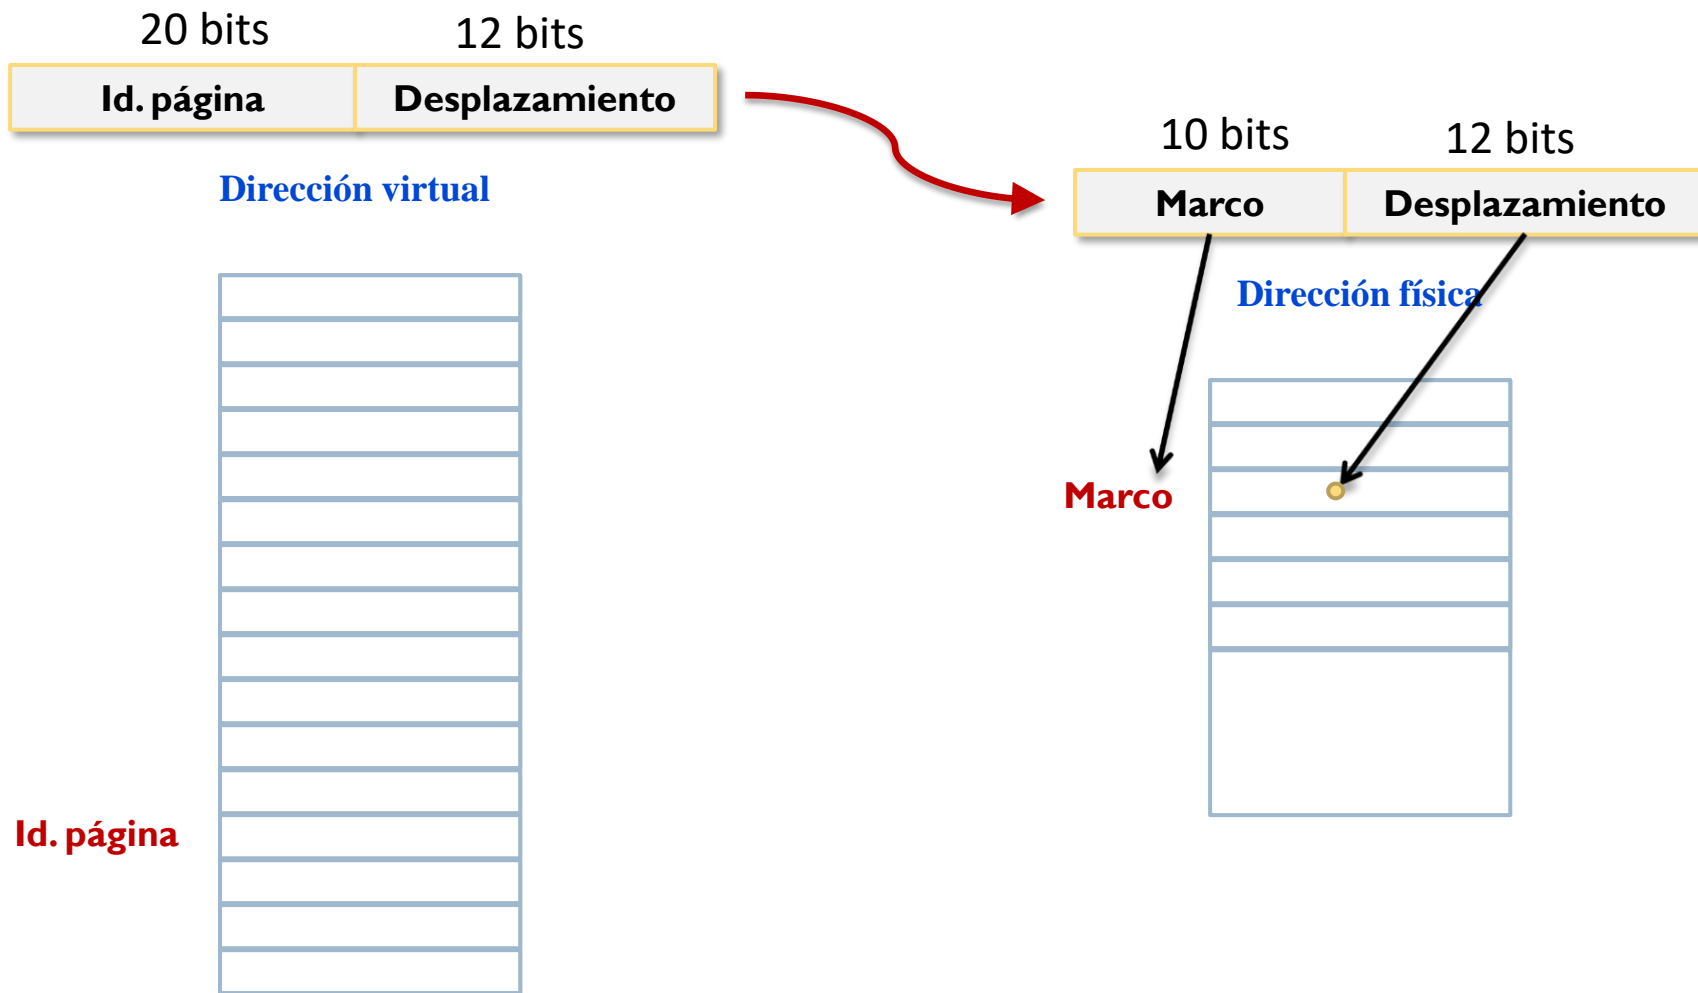 20 bits 12 bits
Id. página Desplazamiento
Dirección virtual
10 bits 12 bits
Marco Desplazamiento
Dirección física
Marco
Id. página